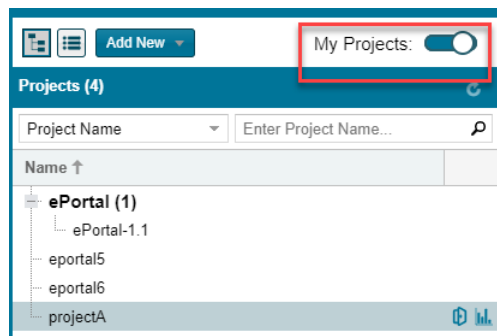 Add New
My Projects:
Projects (4)
Project Name
Enter Project Name...
Name
ePortal (1)
ePortal-1.1
eportal5
eportal6
projectA